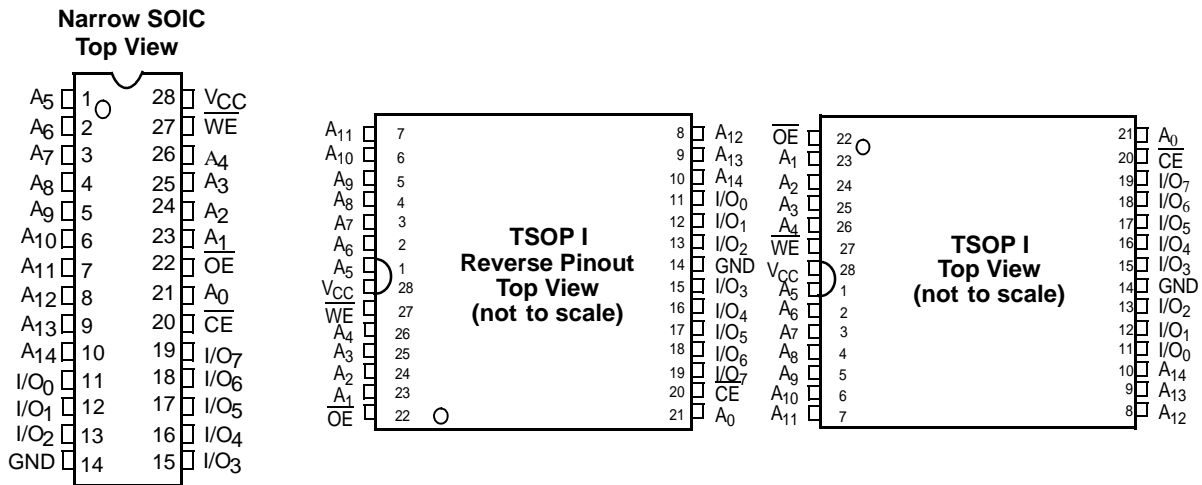 Narrow SOIC
Top View
A5 1 28 VCC
A6 2 27 WE
A7 3 26 A4
A8 4 25 A3
A9 5 24 A2
A10 6 23 A1
A11 7 22 OE
A12 8 21 A0
A13 9 20 CE
A14 10 19 I/O7
I/O0 11 18 I/O6
I/O1 12 17 I/O5
I/O2 13 16 I/O4
GND 14 15 I/O3
A11 7 8 A12
A10 6 9 A13
A9 5 10 A14
A8 4 11 I/O0
A7 3 12 I/O1
A6 2 13 I/O2
A5 1 14 GND
VCC 28 15 I/O3
WE 27 16 I/O4
A4 26 17 I/O5
A3 25 18 I/O6
A2 24 19 I/O7
A1 23 20 CE
OE 22 21 A0
TSOP I
Reverse Pinout
Top View
(not to scale)
OE 22 21 A0
A1 23 20 CE
A2 24 19 I/O7
A3 25 18 I/O6
A4 26 17 I/O5
WE 27 16 I/O4
VCC 28 15 I/O3
A5 1 14 GND
A6 2 13 I/O2
A7 3 12 I/O1
A8 4 11 I/O0
A9 5 10 A14
A10 6 9 A13
A11 7 8 A12
TSOP I
Top View
(not to scale)